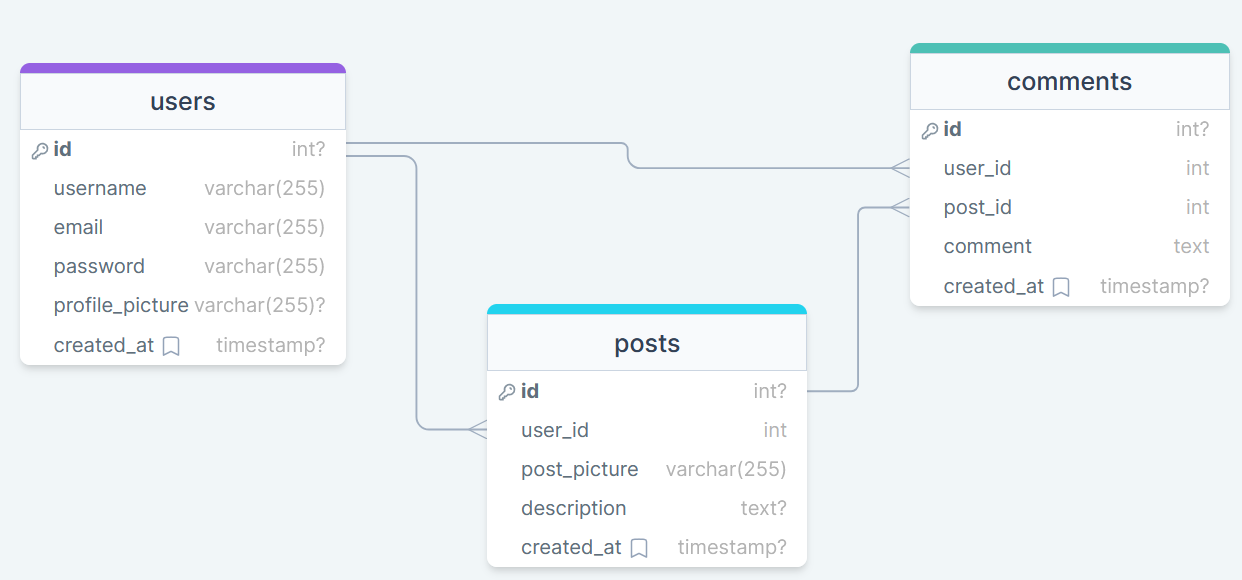 users
id int?
username varchar(255)
email varchar(255)
password varchar(255)
profile_picture varchar(255)?
created_at timestamp?
posts
id int?
user_id int
post_picture varchar(255)
description text?
created_at timestamp?
comments
id int?
user_id int
post_id int
comment text
created_at timestamp?